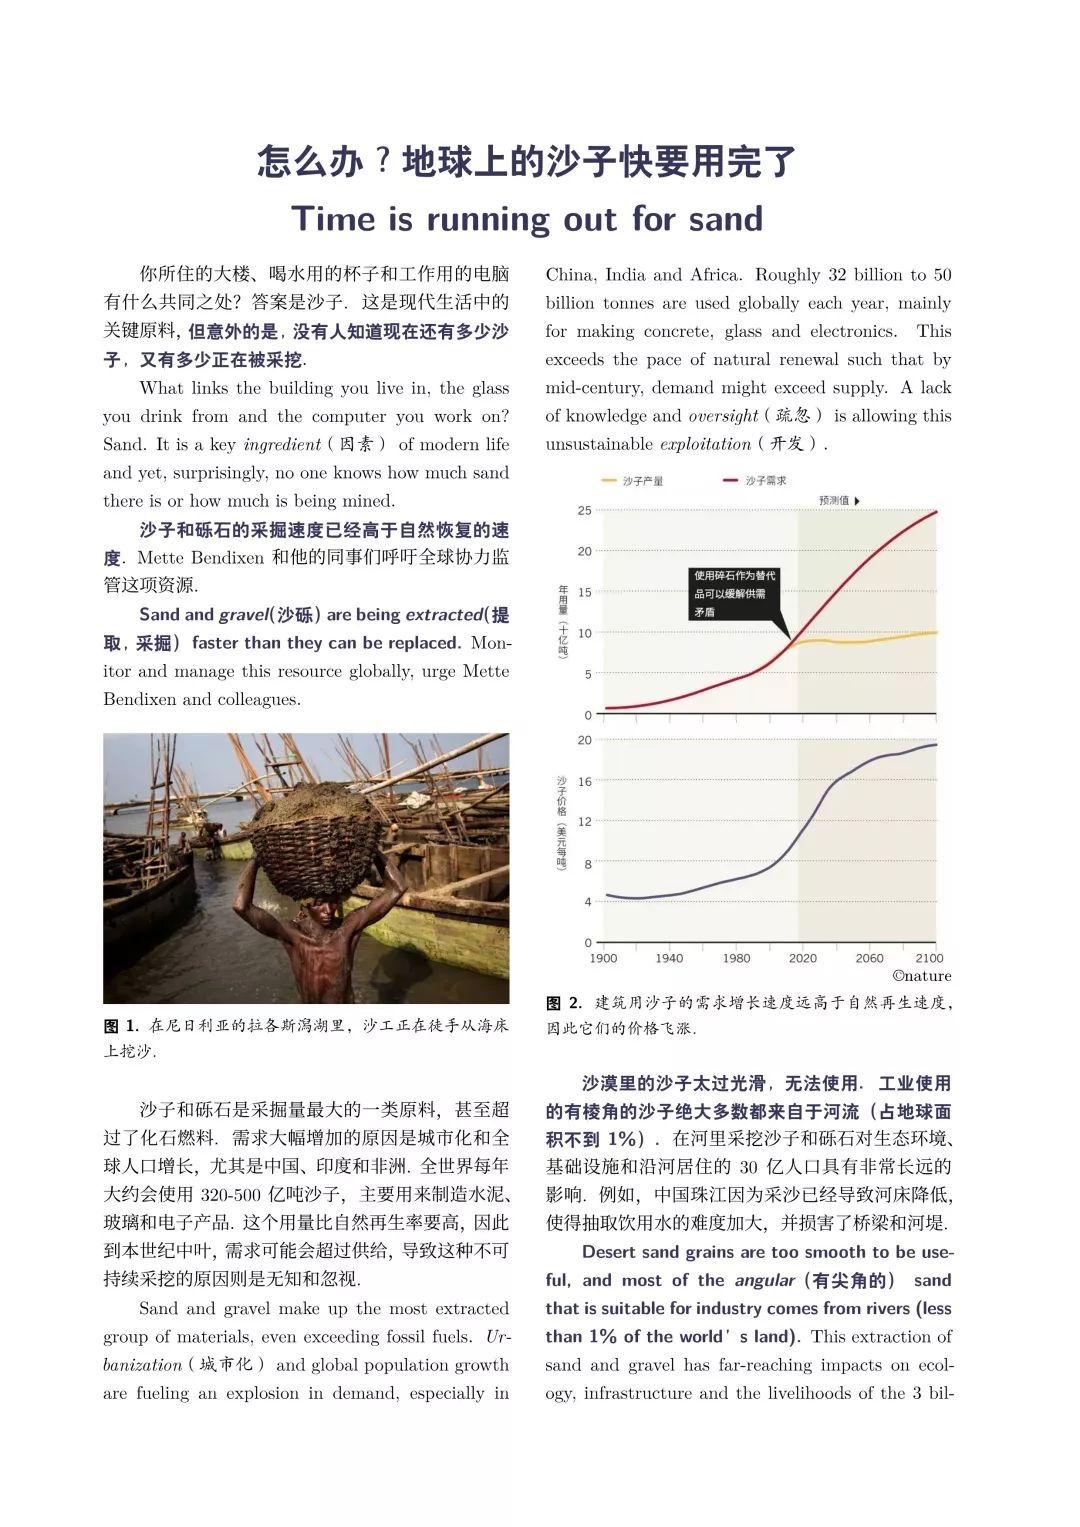 怎么办？地球上的沙子快要用完了
Time is running out for sand
你所住的大楼、喝水用的杯子和工作用的电脑
有什么共同之处？答案是沙子. 这是现代生活中的
关键原料, 但意外的是, 没有人知道现在还有多少沙
子, 又有多少正在被采挖.
What links the building you live in, the glass
you drink from and the computer you work on?
Sand. It is a key ingredient（因素） of modern life
and yet, surprisingly, no one knows how much sand
there is or how much is being mined.
沙子和砾石的采掘速度已经高于自然恢复的速
度. Mette Bendixen 和他的同事们呼吁全球协力监
管这项资源.
Sand and gravel(沙砾) are being extracted(提
取, 采掘） faster than they can be replaced. Mon-
itor and manage this resource globally, urge Mette
Bendixen and colleagues.
图 1. 在尼日利亚的拉各斯泻湖里, 沙工正在徒手从海床
上挖沙.
沙子和砾石是采掘量最大的一类原料, 甚至超
过了化石燃料. 需求大幅增加的原因是城市化和全
球人口增长, 尤其是中国、印度和非洲. 全世界每年
大约会使用 320-500 亿吨沙子, 主要用来制造水泥、
玻璃和电子产品. 这个用量比自然再生率要高, 因此
到本世纪中叶, 需求可能会超过供给, 导致这种不可
持续采挖的原因则是无知和忽视.
Sand and gravel make up the most extracted
group of materials, even exceeding fossil fuels. Ur-
banization（城市化） and global population growth
are fueling an explosion in demand, especially in
China, India and Africa. Roughly 32 billion to 50
billion tonnes are used globally each year, mainly
for making concrete, glass and electronics. This
exceeds the pace of natural renewal such that by
mid-century, demand might exceed supply. A lack
of knowledge and oversight（疏忽） is allowing this
unsustainable exploitation（开发）.
沙子产量 沙子需求
预测值
25
20
15
10
5
0
年用量（十亿吨）
使用碎石作为替代
品可以缓解供需
矛盾
20
16
12
8
4
0
沙子价格（美元每吨）
1900 1940 1980 2020 2060 2100
©nature
图 2. 建筑用沙子的需求增长速度远高于自然再生速度,
因此它们的价格飞涨.
沙漠里的沙子太过光滑, 无法使用. 工业使用
的有棱角的沙子绝大多数都来自于河流（占地球面
积不到 1%）. 在河里采挖沙子和砾石对生态环境、
基础设施和沿河居住的 30 亿人口具有非常长远的
影响. 例如, 中国珠江因为采沙已经导致河床降低,
使得抽取饮用水的难度加大, 并损害了桥梁和河堤.
Desert sand grains are too smooth to be use-
ful, and most of the angular（有尖角的） sand
that is suitable for industry comes from rivers (less
than 1% of the world's land). This extraction of
sand and gravel has far-reaching impacts on ecol-
ogy, infrastructure and the livelihoods of the 3 bil-